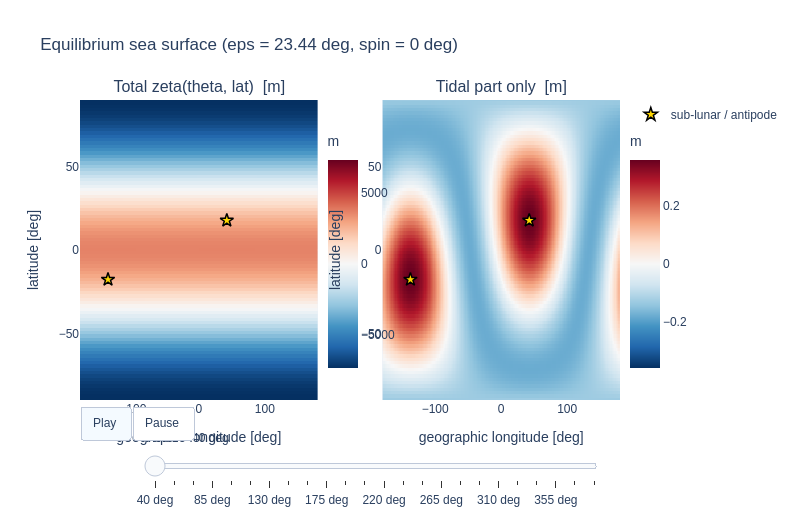 Equilibrium sea surface (eps = 23.44 deg, spin = 0 deg)
Total zeta(theta, lat) [m]
Tidal part only [m]
sub-lunar / antipode
m
m
50
0
−50
latitude [deg]
5000
0
−5000
50
0
−50
latitude [deg]
0.2
0
−0.2
0
100
−100
0
100
Play
Pause
longitude [deg]
geographic longitude [deg]
40 deg
85 deg
130 deg
175 deg
220 deg
265 deg
310 deg
355 deg